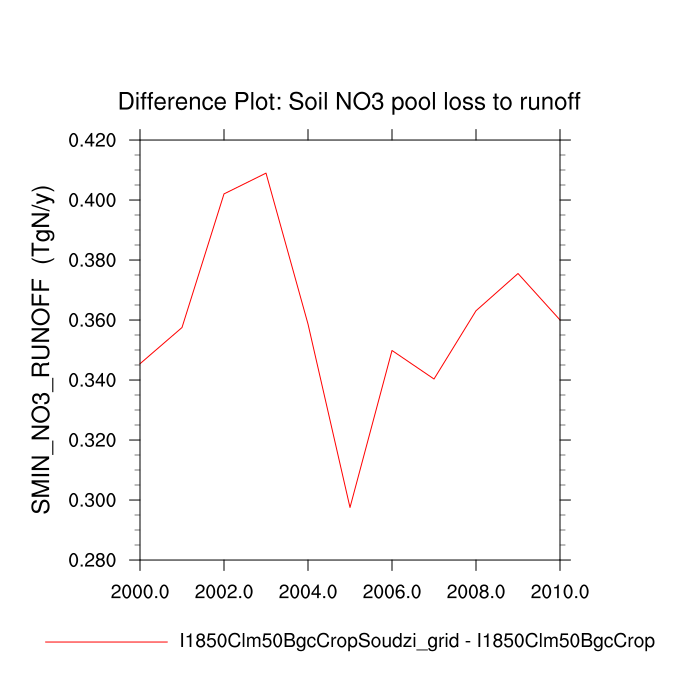 Difference Plot: Soil NO3 pool loss to runoff
SMIN_NO3_RUNOFF (TgN/y)
0.420
0.400
0.380
0.360
0.340
0.320
0.300
0.280
2000.0 2002.0 2004.0 2006.0 2008.0 2010.0
I1850Clm50BgcCropSoudzi_grid - I1850Clm50BgcCrop